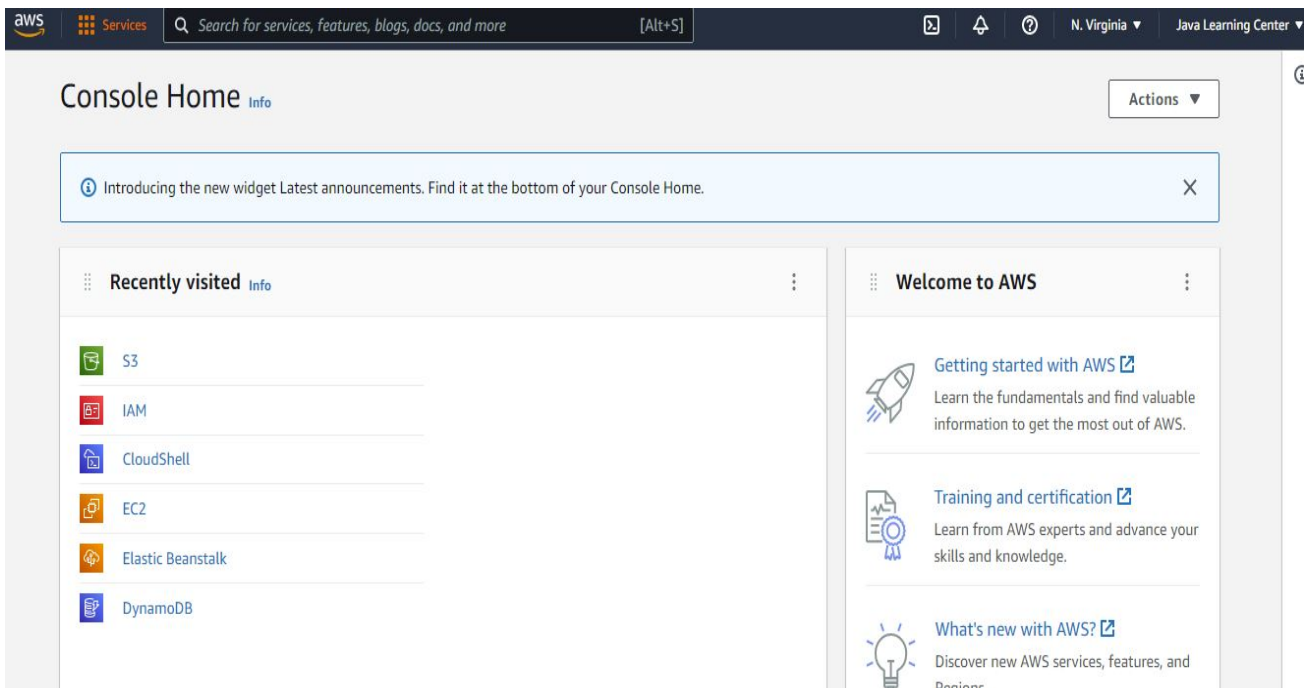 aws
Services
Search for services, features, blogs, docs, and more [Alt+S]
N. Virginia ▼
Java Learning Center ▼
Console Home Info
Actions ▼
Introducing the new widget Latest announcements. Find it at the bottom of your Console Home.
Recently visited Info
S3
IAM
CloudShell
EC2
Elastic Beanstalk
DynamoDB
Welcome to AWS
Getting started with AWS
Learn the fundamentals and find valuable
information to get the most out of AWS.
Training and certification
Learn from AWS experts and advance your
skills and knowledge.
What's new with AWS?
Discover new AWS services, features, and
Regions.